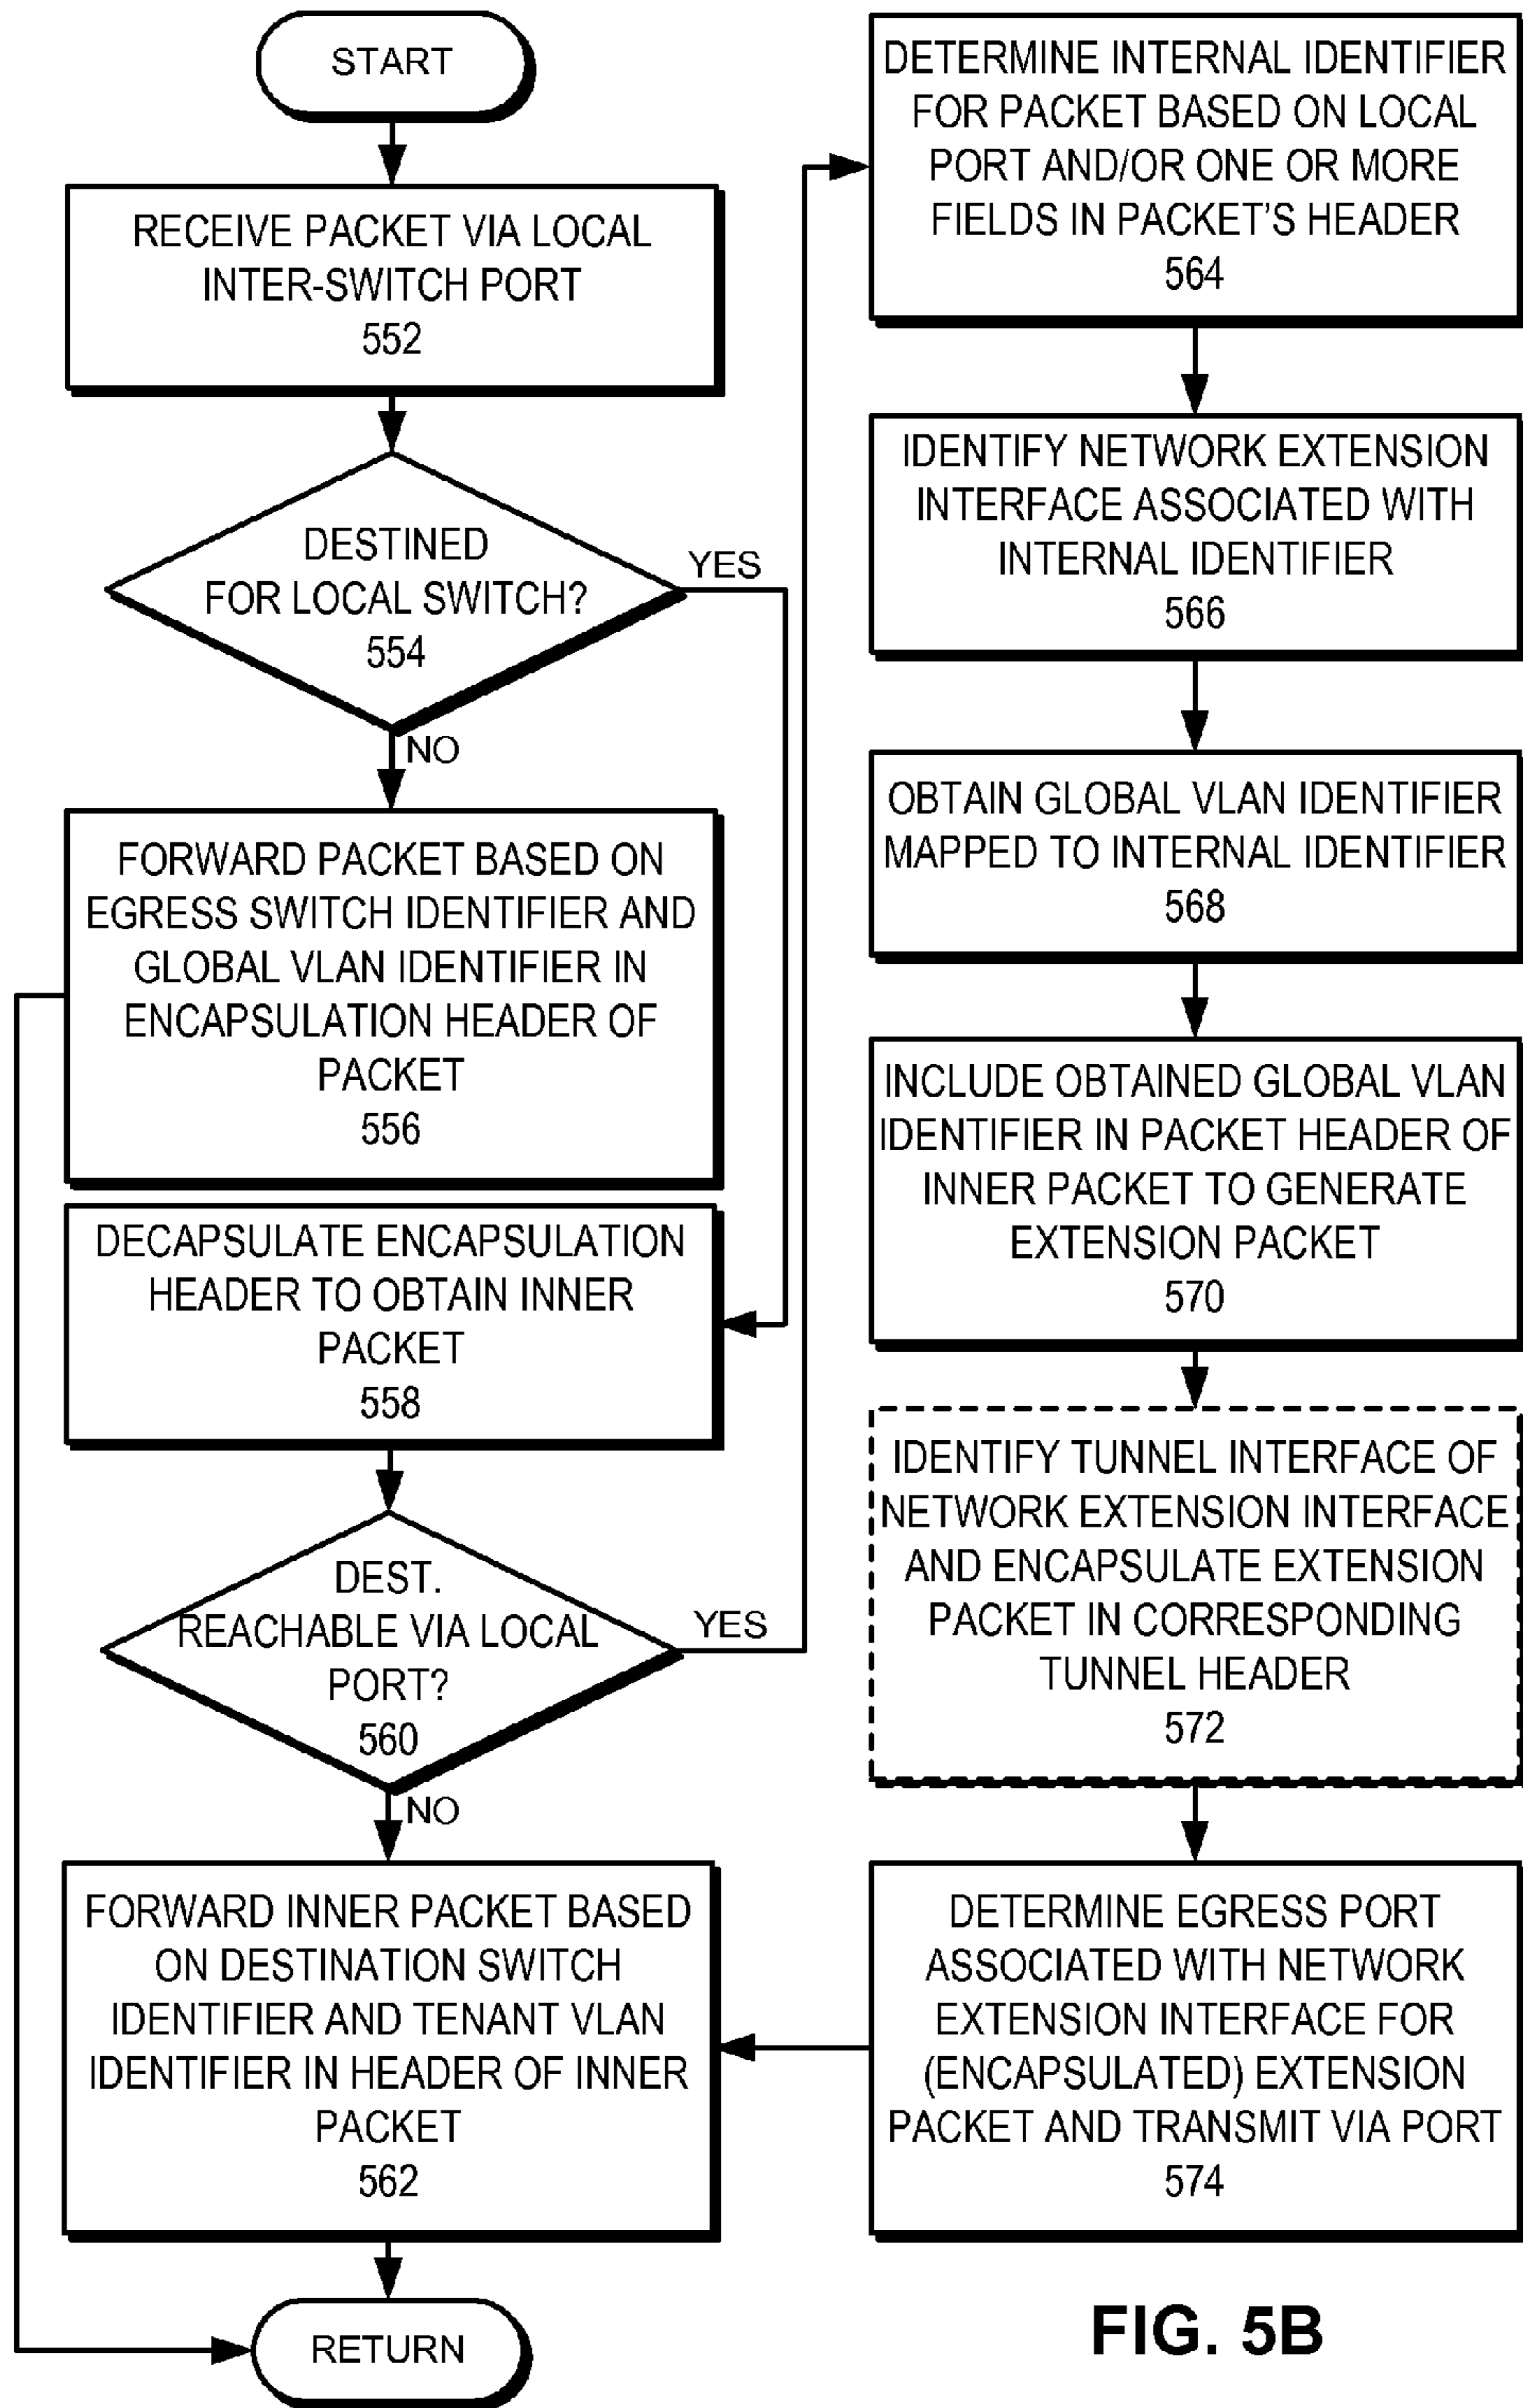 START
RECEIVE PACKET VIA LOCAL
INTER-SWITCH PORT
552
DESTINED
FOR LOCAL SWITCH?
554
YES
NO
FORWARD PACKET BASED ON
EGRESS SWITCH IDENTIFIER AND
GLOBAL VLAN IDENTIFIER IN
ENCAPSULATION HEADER OF
PACKET
556
DECAPSULATE ENCAPSULATION
HEADER TO OBTAIN INNER
PACKET
558
DEST.
REACHABLE VIA LOCAL
PORT?
560
YES
NO
FORWARD INNER PACKET BASED
ON DESTINATION SWITCH
IDENTIFIER AND TENANT VLAN
IDENTIFIER IN HEADER OF INNER
PACKET
562
RETURN
DETERMINE INTERNAL IDENTIFIER
FOR PACKET BASED ON LOCAL
PORT AND/OR ONE OR MORE
FIELDS IN PACKET'S HEADER
564
IDENTIFY NETWORK EXTENSION
INTERFACE ASSOCIATED WITH
INTERNAL IDENTIFIER
566
OBTAIN GLOBAL VLAN IDENTIFIER
MAPPED TO INTERNAL IDENTIFIER
568
INCLUDE OBTAINED GLOBAL VLAN
IDENTIFIER IN PACKET HEADER OF
INNER PACKET TO GENERATE
EXTENSION PACKET
570
IDENTIFY TUNNEL INTERFACE OF
NETWORK EXTENSION INTERFACE
AND ENCAPSULATE EXTENSION
PACKET IN CORRESPONDING
TUNNEL HEADER
572
DETERMINE EGRESS PORT
ASSOCIATED WITH NETWORK
EXTENSION INTERFACE FOR
(ENCAPSULATED) EXTENSION
PACKET AND TRANSMIT VIA PORT
574
FIG. 5B